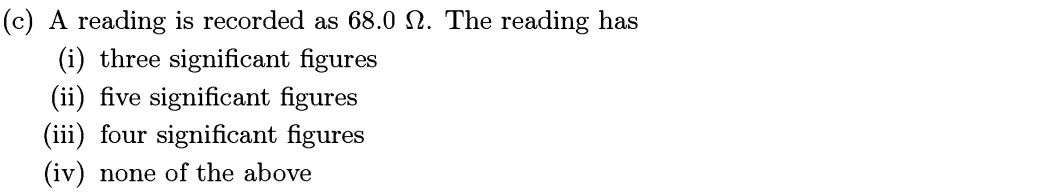 (c) A reading is recorded as 68.0 Ω. The reading has
(i) three significant figures
(ii) five significant figures
(iii) four significant figures
(iv) none of the above